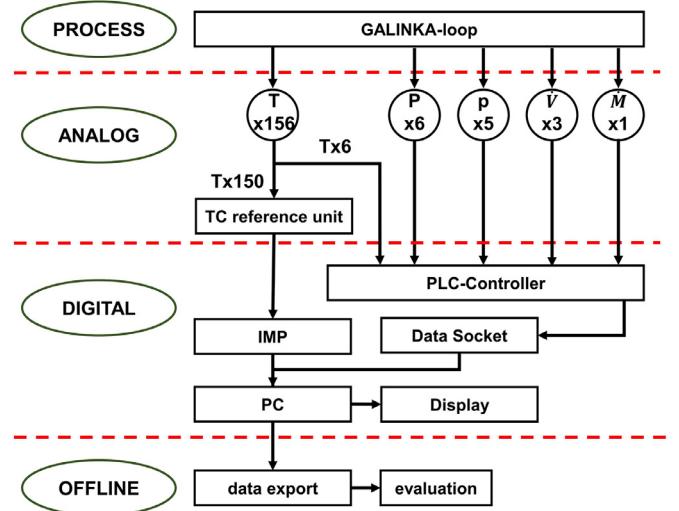 PROCESS
GALINKA-loop
ANALOG
T
x156
P
x6
p
x5
V̇
x3
Ṁ
x1
Tx6
Tx150
TC reference unit
DIGITAL
PLC-Controller
IMP
Data Socket
PC
Display
OFFLINE
data export
evaluation